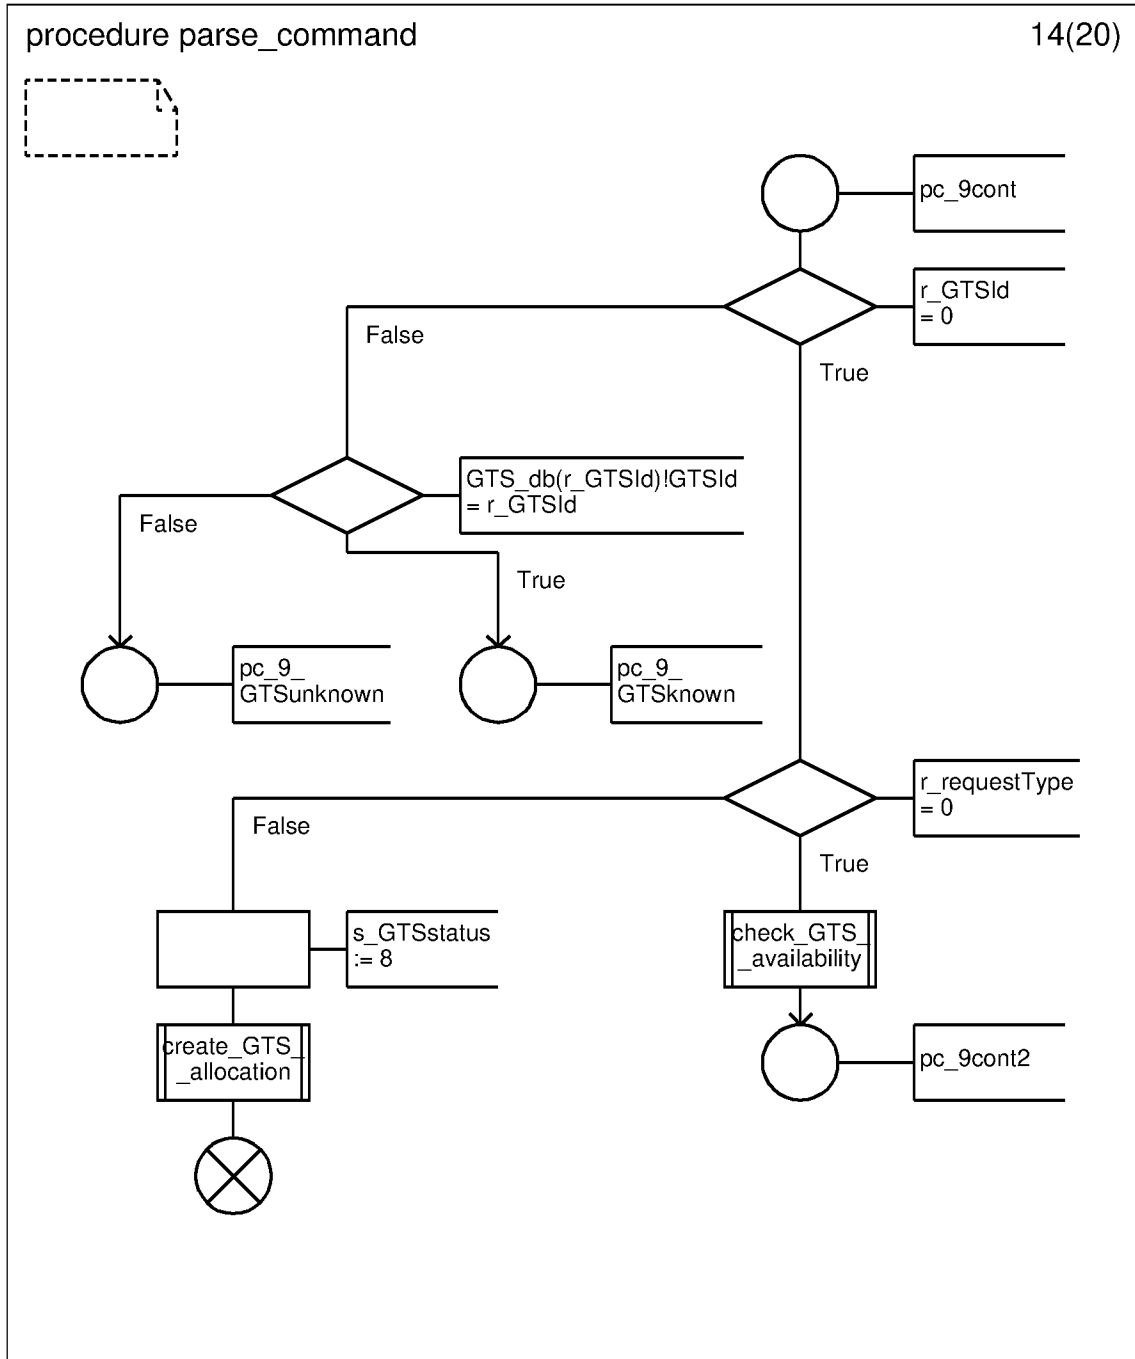 procedure parse_command
14(20)
pc_9cont
r_GTSId
= 0
False
True
GTS_db(r_GTSId)!GTSId
= r_GTSId
False
True
pc_9_
GTSunknown
pc_9_
GTSknown
r_requestType
= 0
False
True
s_GTSstatus
:= 8
check_GTS_
_availability
create_GTS_
_allocation
pc_9cont2